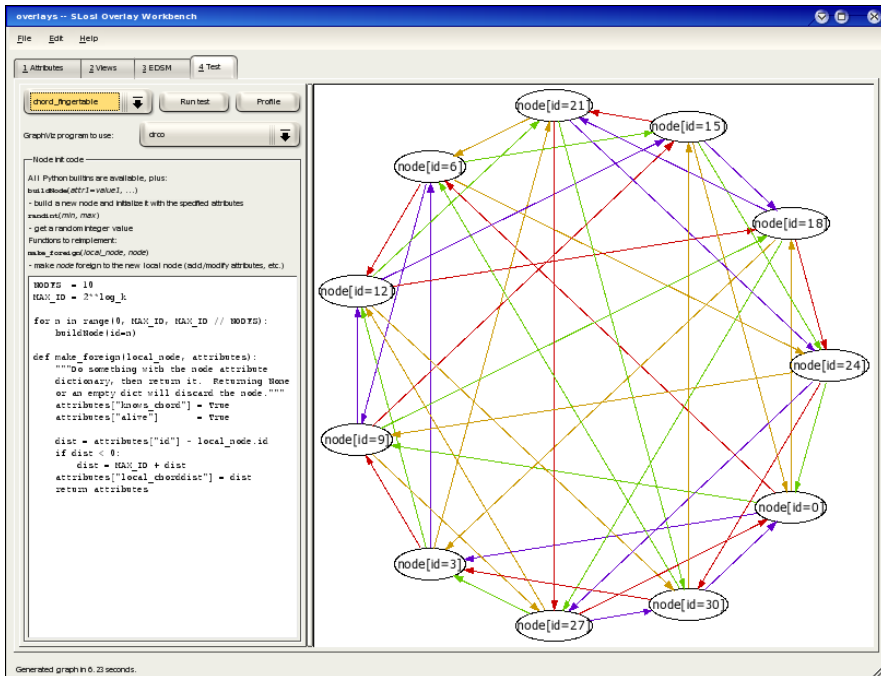 overlays -- SLosl Overlay Workbench
File Edit Help
1 Attributes 2 Views 3 EDSM 4 Test
chord_fingertable Run test Profile
GraphViz program to use: circo
Node init code
All Python builtins are available, plus:
buildNode(attr1=value1, ...)
- build a new node and initialize it with the specified attributes
randint(min, max)
- get a random integer value
Functions to reimplement:
make_foreign(local_node, node)
- make node foreign to the new local node (add/modify attributes, etc.)
NODES = 10
MAX_ID = 2**log_k
for n in range(0, MAX_ID, MAX_ID // NODES):
buildNode(id=n)
def make_foreign(local_node, attributes):
"""Do something with the node attribute
dictionary, then return it. Returning None
or an empty dict will discard the node."""
attributes["knows_chord"] = True
attributes["alive"] = True
dist = attributes["id"] - local_node.id
if dist < 0:
dist = MAX_ID + dist
attributes["local_chorddist"] = dist
return attributes
node[id=21]
node[id=15]
node[id=6]
node[id=18]
node[id=12]
node[id=24]
node[id=9]
node[id=0]
node[id=3]
node[id=30]
node[id=27]
Generated graph in 6.23 seconds.